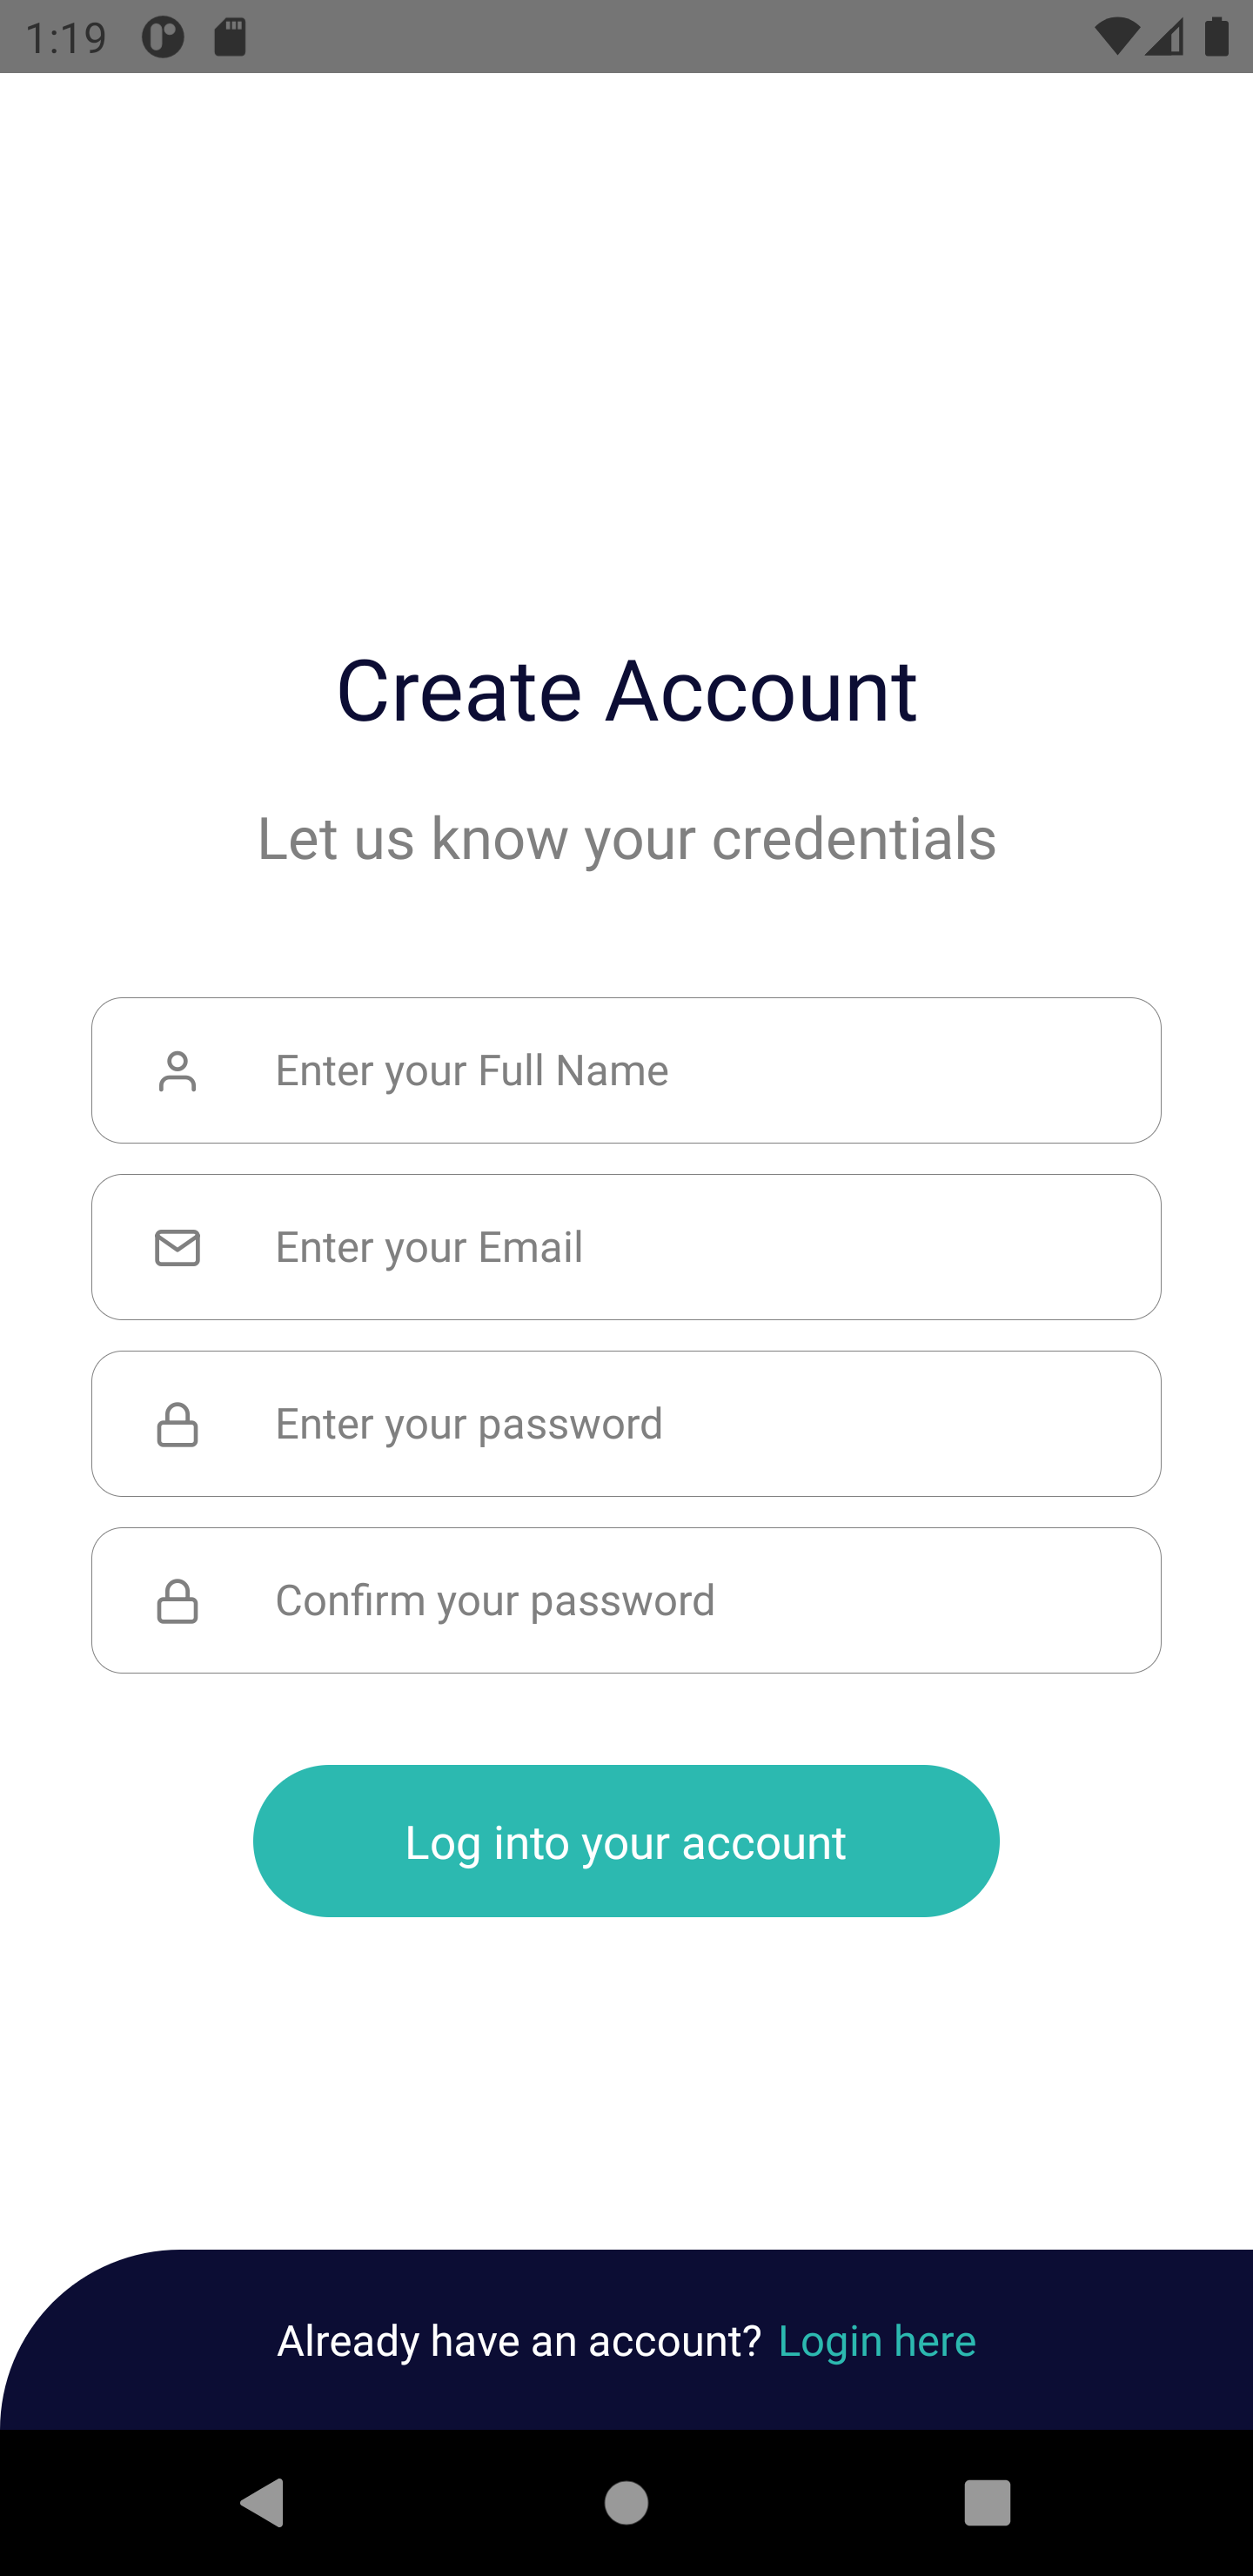 1:19
Create Account
Let us know your credentials
Enter your Full Name
Enter your Email
Enter your password
Confirm your password
Log into your account
Already have an account? Login here